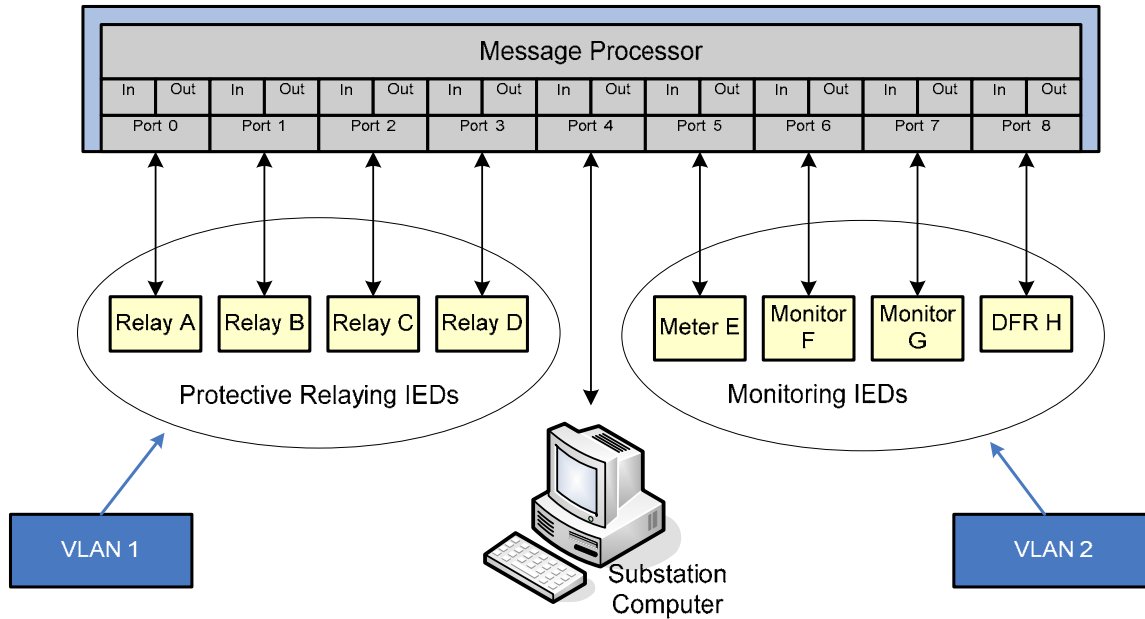 Message Processor
In Out In Out In Out In Out In Out In Out In Out In Out In Out
Port 0 Port 1 Port 2 Port 3 Port 4 Port 5 Port 6 Port 7 Port 8
Relay A Relay B Relay C Relay D Meter E Monitor F Monitor G DFR H
Protective Relaying IEDs Monitoring IEDs
VLAN 1 VLAN 2
Substation
Computer